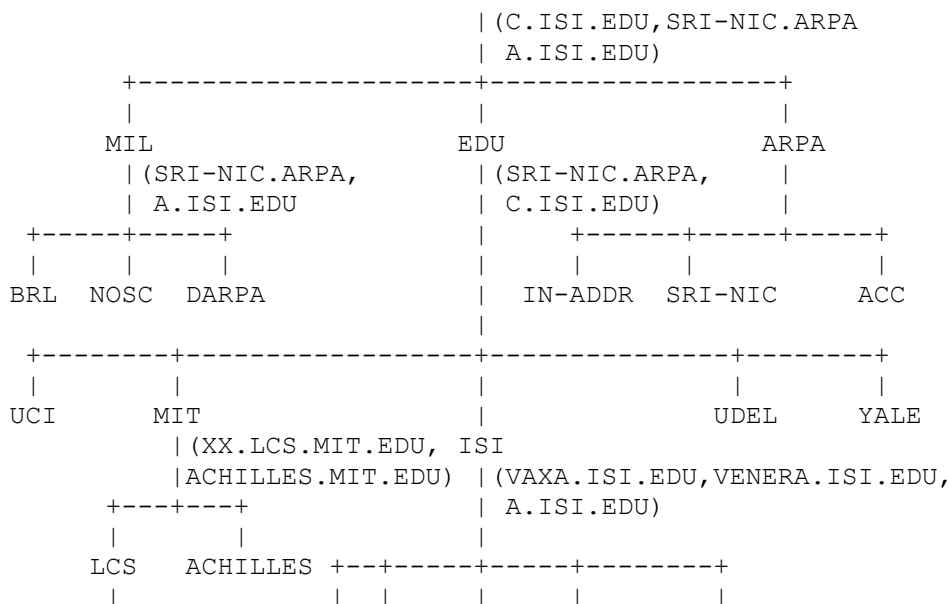 (C.ISI.EDU,SRI-NIC.ARPA
A.ISI.EDU)
MIL EDU ARPA
(SRI-NIC.ARPA, (SRI-NIC.ARPA,
A.ISI.EDU C.ISI.EDU)
BRL NOSC DARPA IN-ADDR SRI-NIC ACC
UCI MIT UDEL YALE
(XX.LCS.MIT.EDU, ISI
ACHILLES.MIT.EDU) (VAXA.ISI.EDU,VENERA.ISI.EDU,
A.ISI.EDU)
LCS ACHILLES